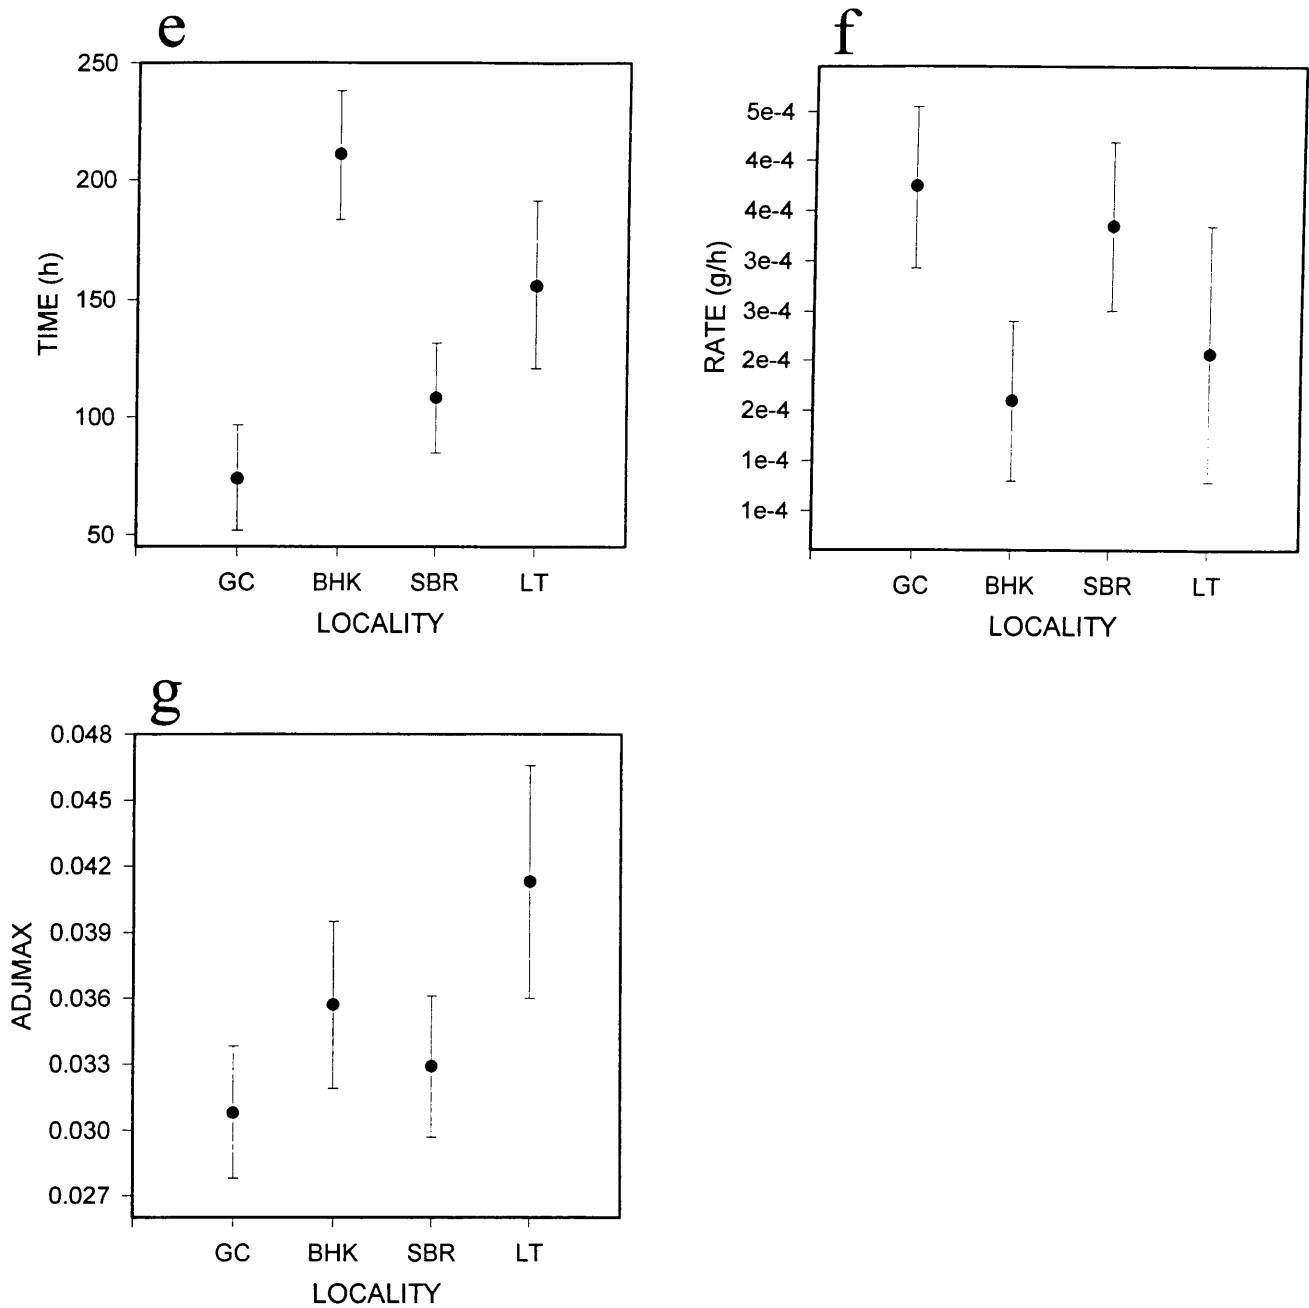 e
250
200
150
100
50
TIME (h)
GC BHK SBR LT
LOCALITY
f
5e-4
4e-4
4e-4
3e-4
3e-4
2e-4
2e-4
1e-4
1e-4
RATE (g/h)
GC BHK SBR LT
LOCALITY
g
0.048
0.045
0.042
0.039
0.036
0.033
0.030
0.027
ADJMAX
GC BHK SBR LT
LOCALITY